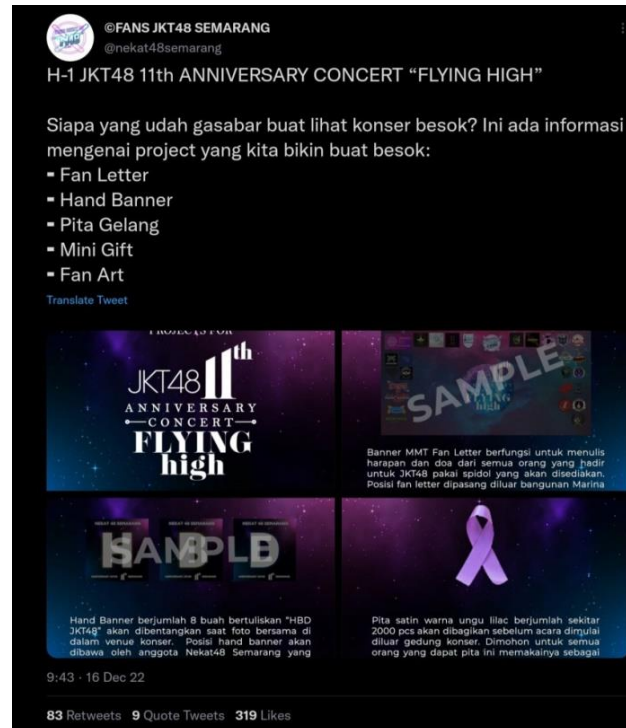 ©FANS JKT48 SEMARANG
@nekat48semarang
H-1 JKT48 11th ANNIVERSARY CONCERT “FLYING HIGH”
Siapa yang udah gasabar buat lihat konser besok? Ini ada informasi
mengenai project yang kita bikin buat besok:
- Fan Letter
- Hand Banner
- Pita Gelang
- Mini Gift
- Fan Art
Translate Tweet
PROJECTS FOR
JKT48 11th
ANNIVERSARY
CONCERT
FLYING
high
SAMPLE
Banner MMT Fan Letter berfungsi untuk menulis
harapan dan doa dari semua orang yang hadir
untuk JKT48 pakai spidol yang akan disediakan.
Posisi fan letter dipasang diluar bangunan Marina
SAMPLE
H B D
Hand Banner berjumlah 8 buah bertuliskan "HBD
JKT48" akan dibentangkan saat foto bersama di
dalam venue konser. Posisi hand banner akan
dibawa oleh anggota Nekat48 Semarang yang
Pita satin warna ungu lilac berjumlah sekitar
2000 pcs akan dibagikan sebelum acara dimulai
diluar gedung konser. Dimohon untuk semua
orang yang dapat pita ini memakainya sebagai
9:43 · 16 Dec 22
83 Retweets 9 Quote Tweets 319 Likes